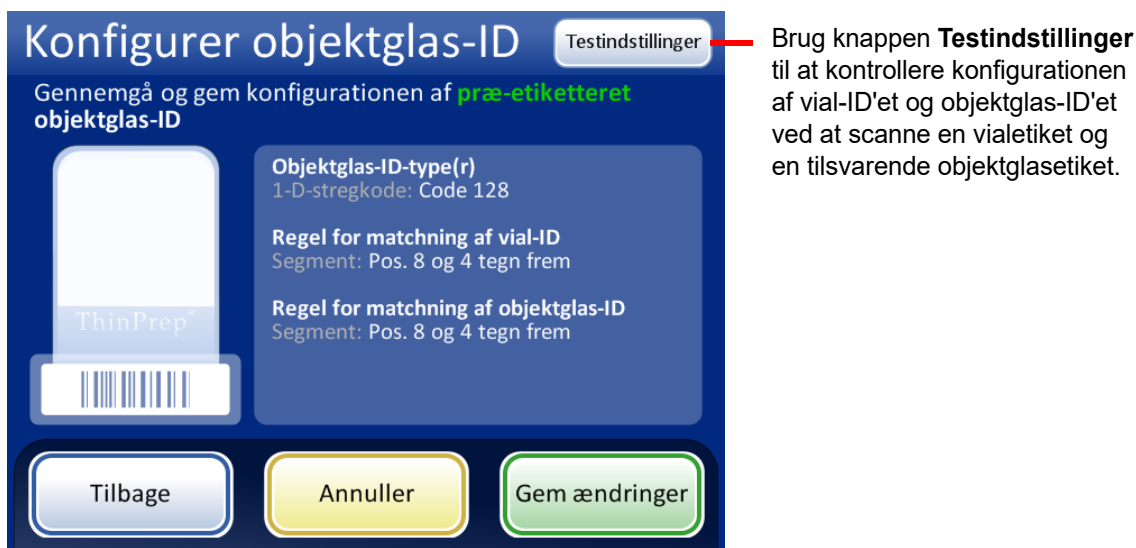 Konfigurer objektglas-ID
Testindstillinger
Gennemgå og gem konfigurationen af præ-etiketteret
objektglas-ID
Objektglas-ID-type(r)
1-D-stregkode: Code 128
Regel for matchning af vial-ID
Segment: Pos. 8 og 4 tegn frem
Regel for matchning af objektglas-ID
Segment: Pos. 8 og 4 tegn frem
ThinPrep®
Tilbage
Annuller
Gem ændringer
Brug knappen Testindstillinger
til at kontrollere konfigurationen
af vial-ID'et og objektglas-ID'et
ved at scanne en vialetiket og
en tilsvarende objektglasetiket.